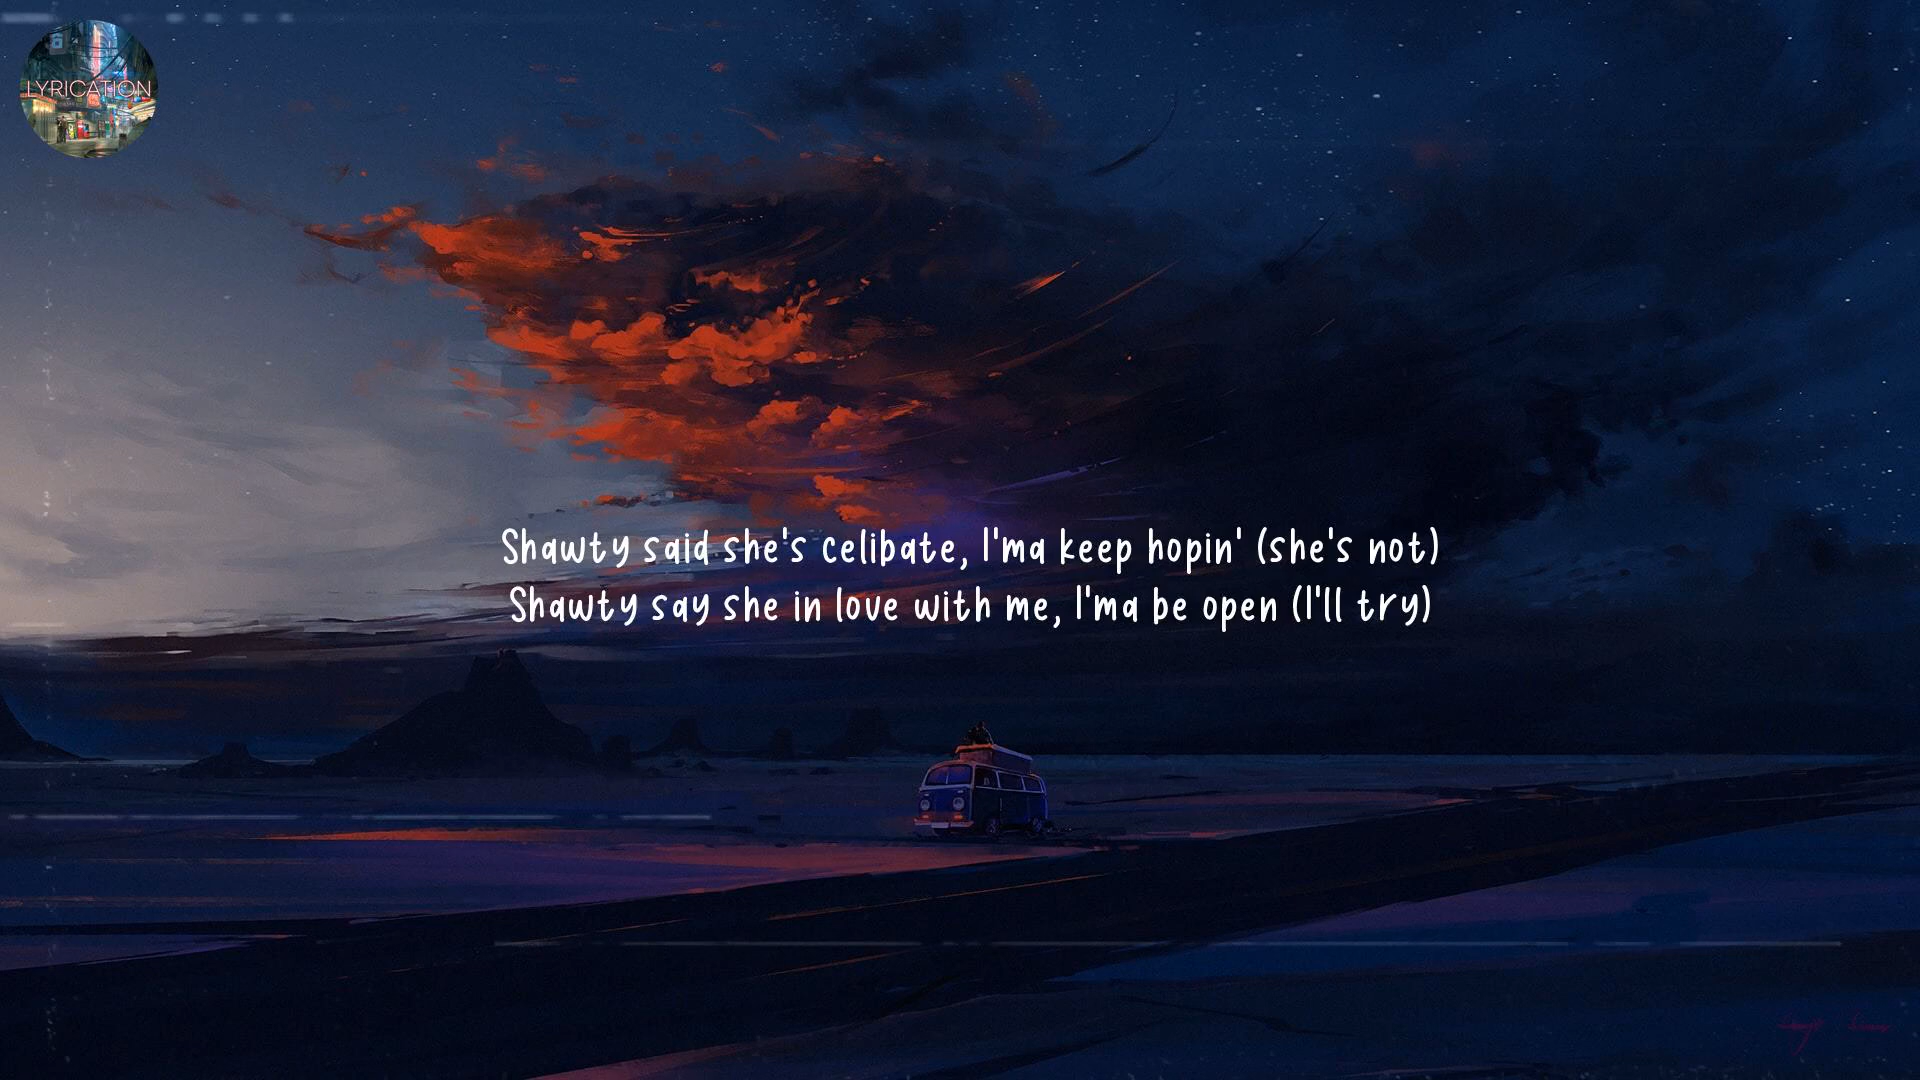 LYRICATION
Shawty said she's celibate, I'ma keep hopin' (she's not)
Shawty say she in love with me, I'ma be open (I'll try)